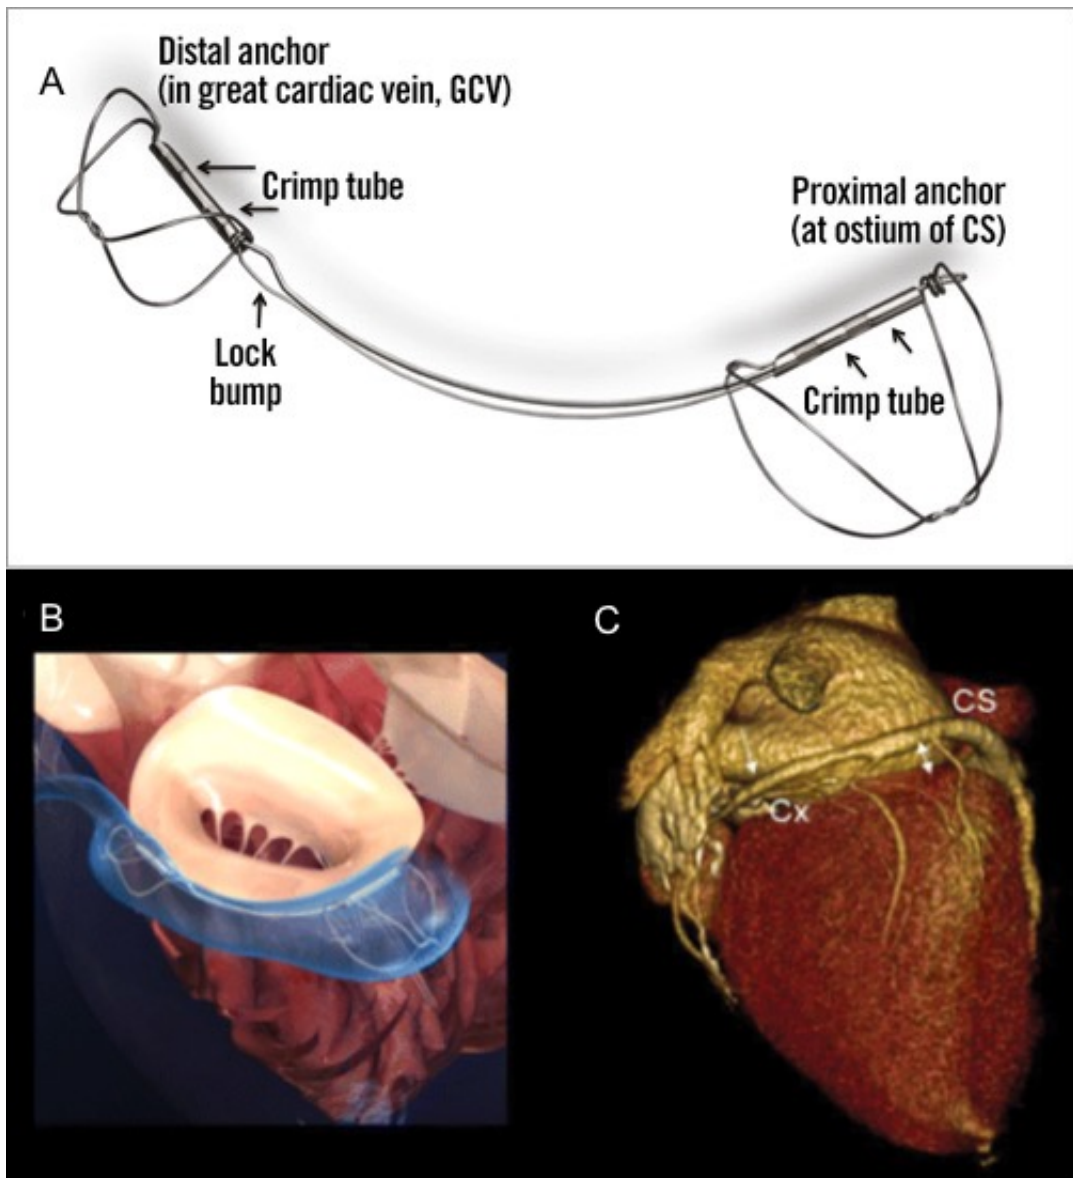 A
Distal anchor
(in great cardiac vein, GCV)
Crimp tube
Proximal anchor
(at ostium of CS)
Lock
bump
Crimp tube
B
C
CS
Cx